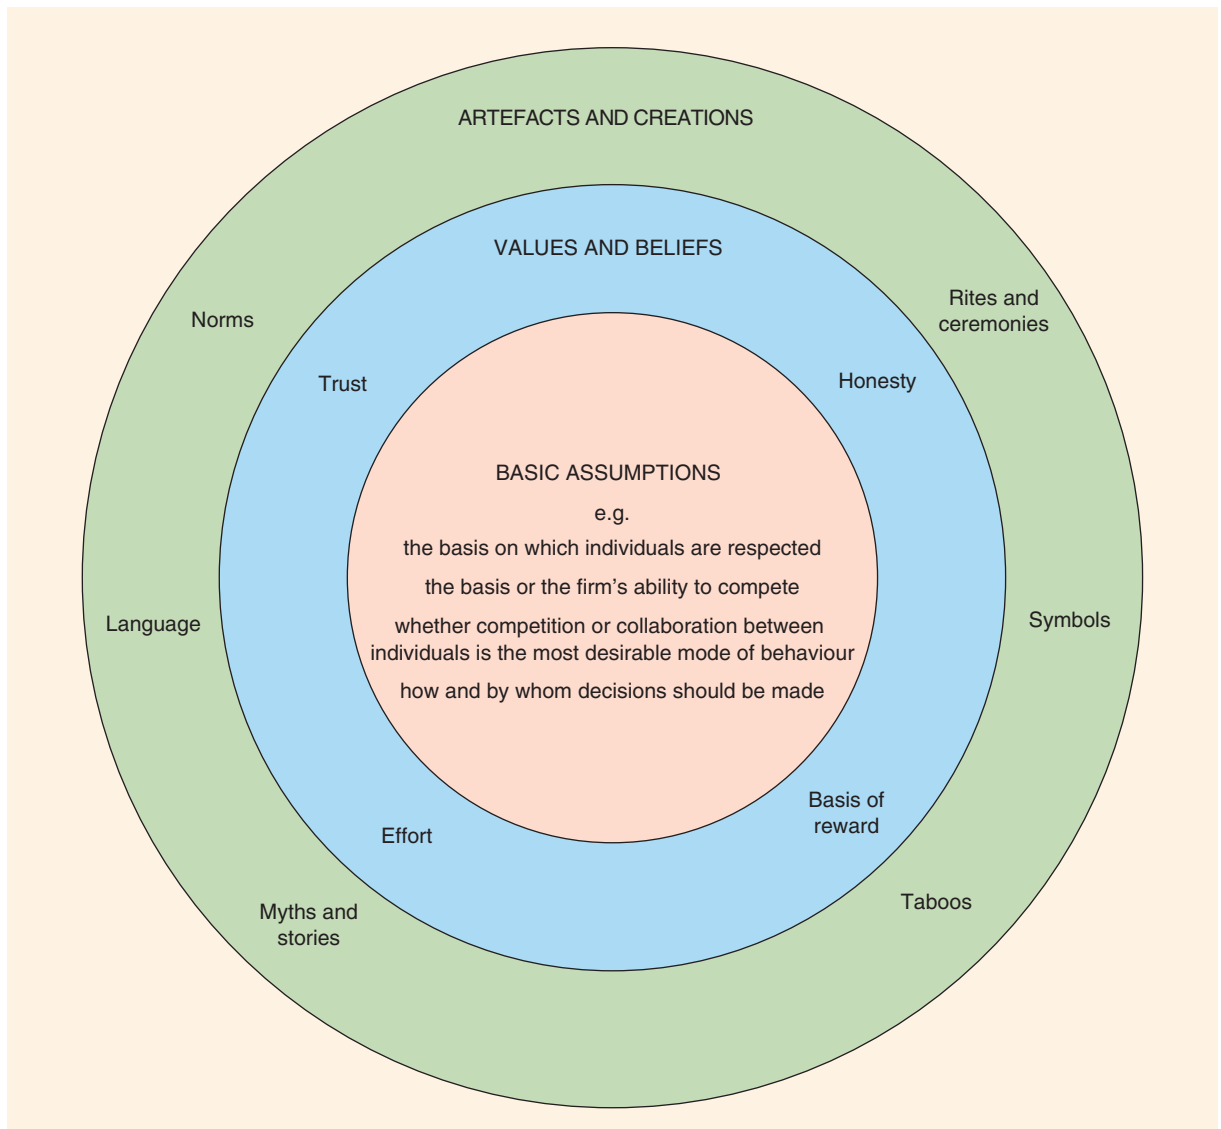 ARTEFACTS AND CREATIONS
VALUES AND BELIEFS
Norms
Rites and
ceremonies
Trust
Honesty
BASIC ASSUMPTIONS
e.g.
the basis on which individuals are respected
the basis or the firm's ability to compete
whether competition or collaboration between
individuals is the most desirable mode of behaviour
how and by whom decisions should be made
Language
Symbols
Effort
Basis of
reward
Myths and
stories
Taboos